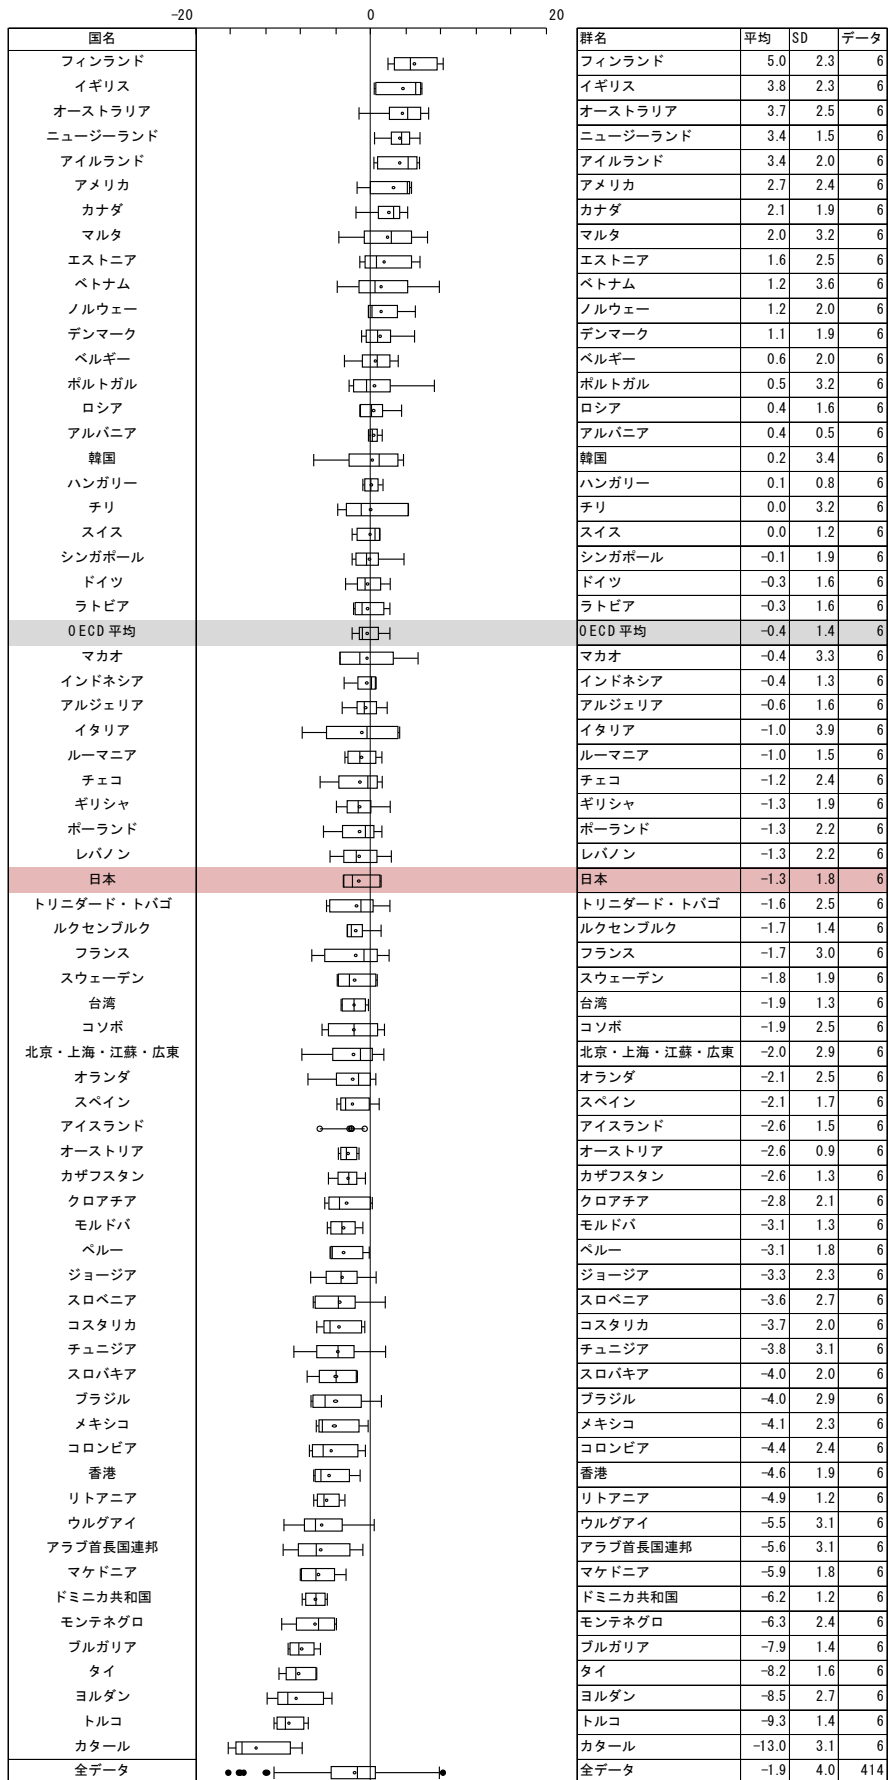 -20 0 20
国名 群名 平均 SD データ
フィンランド フィンランド 5.0 2.3 6
イギリス イギリス 3.8 2.3 6
オーストラリア オーストラリア 3.7 2.5 6
ニュージーランド ニュージーランド 3.4 1.5 6
アイルランド アイルランド 3.4 2.0 6
アメリカ アメリカ 2.7 2.4 6
カナダ カナダ 2.1 1.9 6
マルタ マルタ 2.0 3.2 6
エストニア エストニア 1.6 2.5 6
ベトナム ベトナム 1.2 3.6 6
ノルウェー ノルウェー 1.2 2.0 6
デンマーク デンマーク 1.1 1.9 6
ベルギー ベルギー 0.6 2.0 6
ポルトガル ポルトガル 0.5 3.2 6
ロシア ロシア 0.4 1.6 6
アルバニア アルバニア 0.4 0.5 6
韓国 韓国 0.2 3.4 6
ハンガリー ハンガリー 0.1 0.8 6
チリ チリ 0.0 3.2 6
スイス スイス 0.0 1.2 6
シンガポール シンガポール -0.1 1.9 6
ドイツ ドイツ -0.3 1.6 6
ラトビア ラトビア -0.3 1.6 6
OECD平均 OECD平均 -0.4 1.4 6
マカオ マカオ -0.4 3.3 6
インドネシア インドネシア -0.4 1.3 6
アルジェリア アルジェリア -0.6 1.6 6
イタリア イタリア -1.0 3.9 6
ルーマニア ルーマニア -1.0 1.5 6
チェコ チェコ -1.2 2.4 6
ギリシャ ギリシャ -1.3 1.9 6
ポーランド ポーランド -1.3 2.2 6
レバノン レバノン -1.3 2.2 6
日本 日本 -1.3 1.8 6
トリニダード・トバゴ トリニダード・トバゴ -1.6 2.5 6
ルクセンブルク ルクセンブルク -1.7 1.4 6
フランス フランス -1.7 3.0 6
スウェーデン スウェーデン -1.8 1.9 6
台湾 台湾 -1.9 1.3 6
コソボ コソボ -1.9 2.5 6
北京・上海・江蘇・広東 北京・上海・江蘇・広東 -2.0 2.9 6
オランダ オランダ -2.1 2.5 6
スペイン スペイン -2.1 1.7 6
アイスランド アイスランド -2.6 1.5 6
オーストリア オーストリア -2.6 0.9 6
カザフスタン カザフスタン -2.6 1.3 6
クロアチア クロアチア -2.8 2.1 6
モルドバ モルドバ -3.1 1.3 6
ペルー ペルー -3.1 1.8 6
ジョージア ジョージア -3.3 2.3 6
スロベニア スロベニア -3.6 2.7 6
コスタリカ コスタリカ -3.7 2.0 6
チュニジア チュニジア -3.8 3.1 6
スロバキア スロバキア -4.0 2.0 6
ブラジル ブラジル -4.0 2.9 6
メキシコ メキシコ -4.1 2.3 6
コロンビア コロンビア -4.4 2.4 6
香港 香港 -4.6 1.9 6
リトアニア リトアニア -4.9 1.2 6
ウルグアイ ウルグアイ -5.5 3.1 6
アラブ首長国連邦 アラブ首長国連邦 -5.6 3.1 6
マケドニア マケドニア -5.9 1.8 6
ドミニカ共和国 ドミニカ共和国 -6.2 1.2 6
モンテネグロ モンテネグロ -6.3 2.4 6
ブルガリア ブルガリア -7.9 1.4 6
タイ タイ -8.2 1.6 6
ヨルダン ヨルダン -8.5 2.7 6
トルコ トルコ -9.3 1.4 6
カタール カタール -13.0 3.1 6
全データ 全データ -1.9 4.0 414